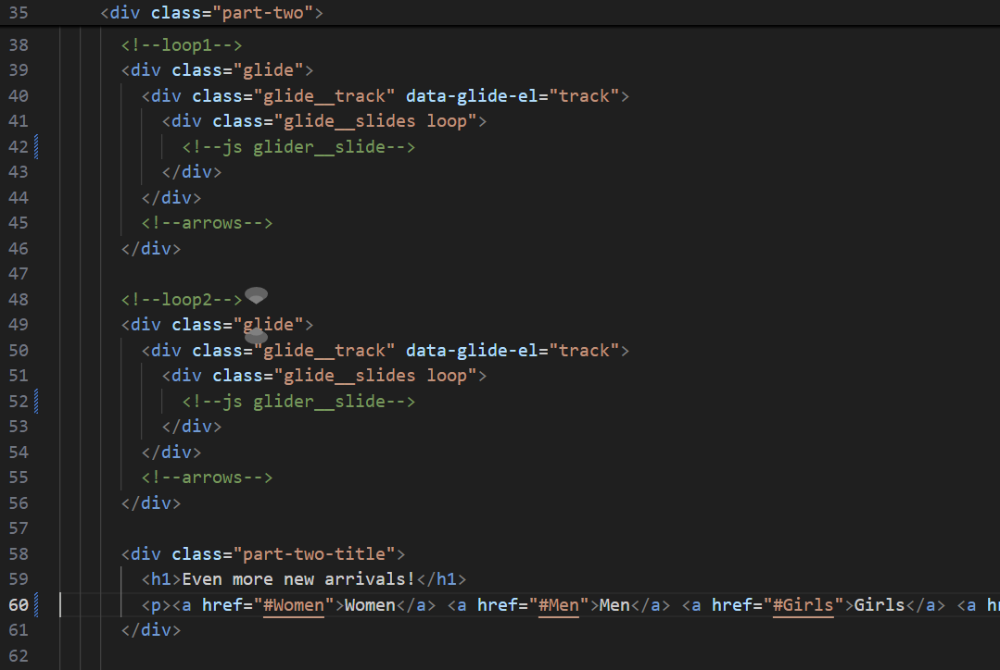 35 <div class="part-two">
38 <!--loop1-->
39 <div class="glide">
40 <div class="glide__track" data-glide-el="track">
41 <div class="glide__slides loop">
42 <!--js glider__slide-->
43 </div>
44 </div>
45 <!--arrows-->
46 </div>
47
48 <!--loop2-->
49 <div class="glide">
50 <div class="glide__track" data-glide-el="track">
51 <div class="glide__slides loop">
52 <!--js glider__slide-->
53 </div>
54 </div>
55 <!--arrows-->
56 </div>
57
58 <div class="part-two-title">
59 <h1>Even more new arrivals!</h1>
60 <p><a href="#Women">Women</a> <a href="#Men">Men</a> <a href="#Girls">Girls</a> <a h
61 </div>
62